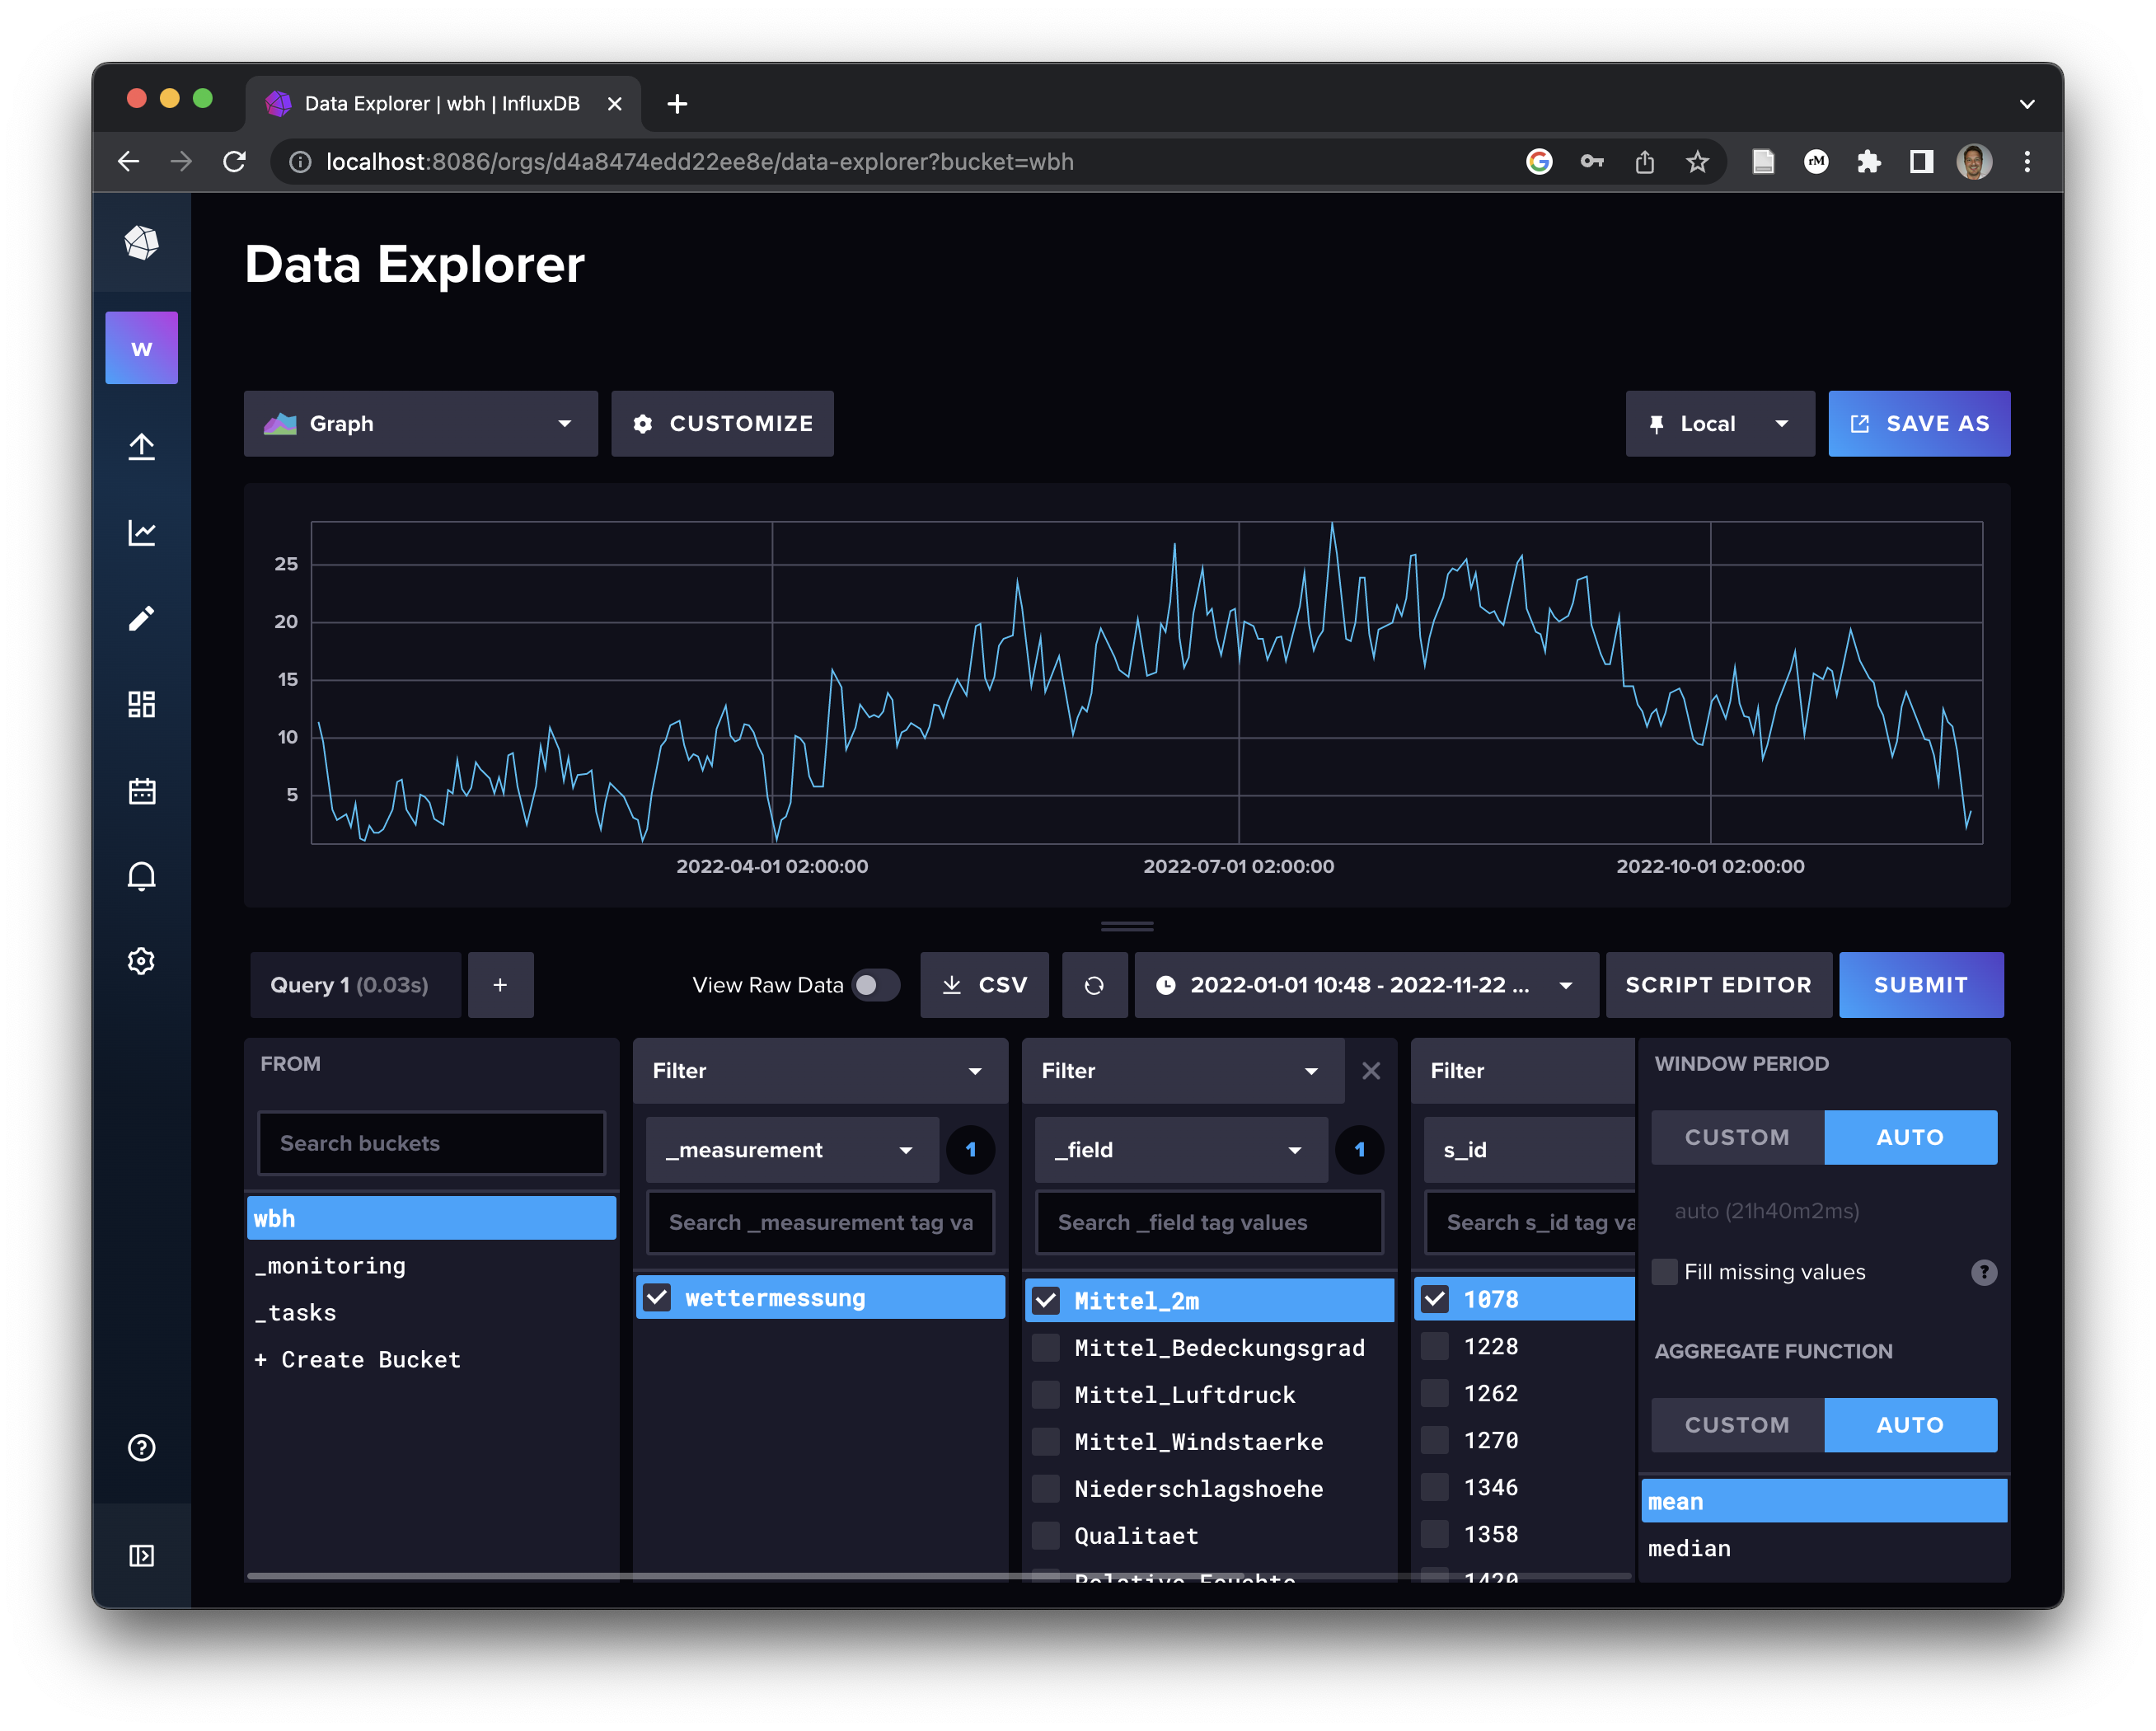 Data Explorer | wbh | InfluxDB
localhost:8086/orgs/d4a8474edd22ee8e/data-explorer?bucket=wbh
rM
Data Explorer
w
Graph
CUSTOMIZE
Local
SAVE AS
25
20
15
10
5
2022-04-01 02:00:00
2022-07-01 02:00:00
2022-10-01 02:00:00
Query 1 (0.03s)
+
View Raw Data
CSV
2022-01-01 10:48 - 2022-11-22 ...
SCRIPT EDITOR
SUBMIT
FROM
Search buckets
wbh
_monitoring
_tasks
+ Create Bucket
Filter
_measurement
1
Search _measurement tag va
wettermessung
Filter
_field
1
Search _field tag values
Mittel_2m
Mittel_Bedeckungsgrad
Mittel_Luftdruck
Mittel_Windstaerke
Niederschlagshoehe
Qualitaet
Relative_Feuchte
Filter
s_id
Search s_id tag va
1078
1228
1262
1270
1346
1358
1420
WINDOW PERIOD
CUSTOM
AUTO
auto (21h40m2ms)
Fill missing values
?
AGGREGATE FUNCTION
CUSTOM
AUTO
mean
median